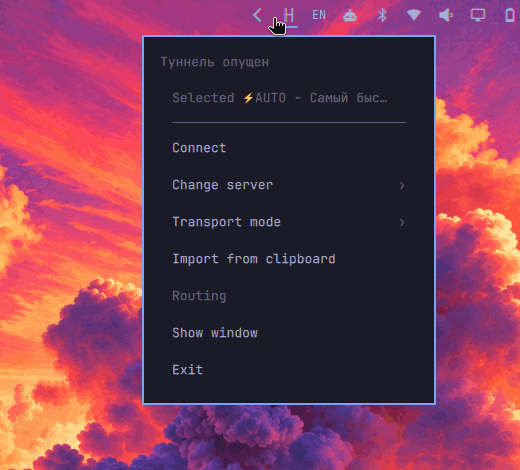 H
EN
Туннель опущен
Selected ⚡AUTO - Самый быс…
Connect
Change server
Transport mode
Import from clipboard
Routing
Show window
Exit